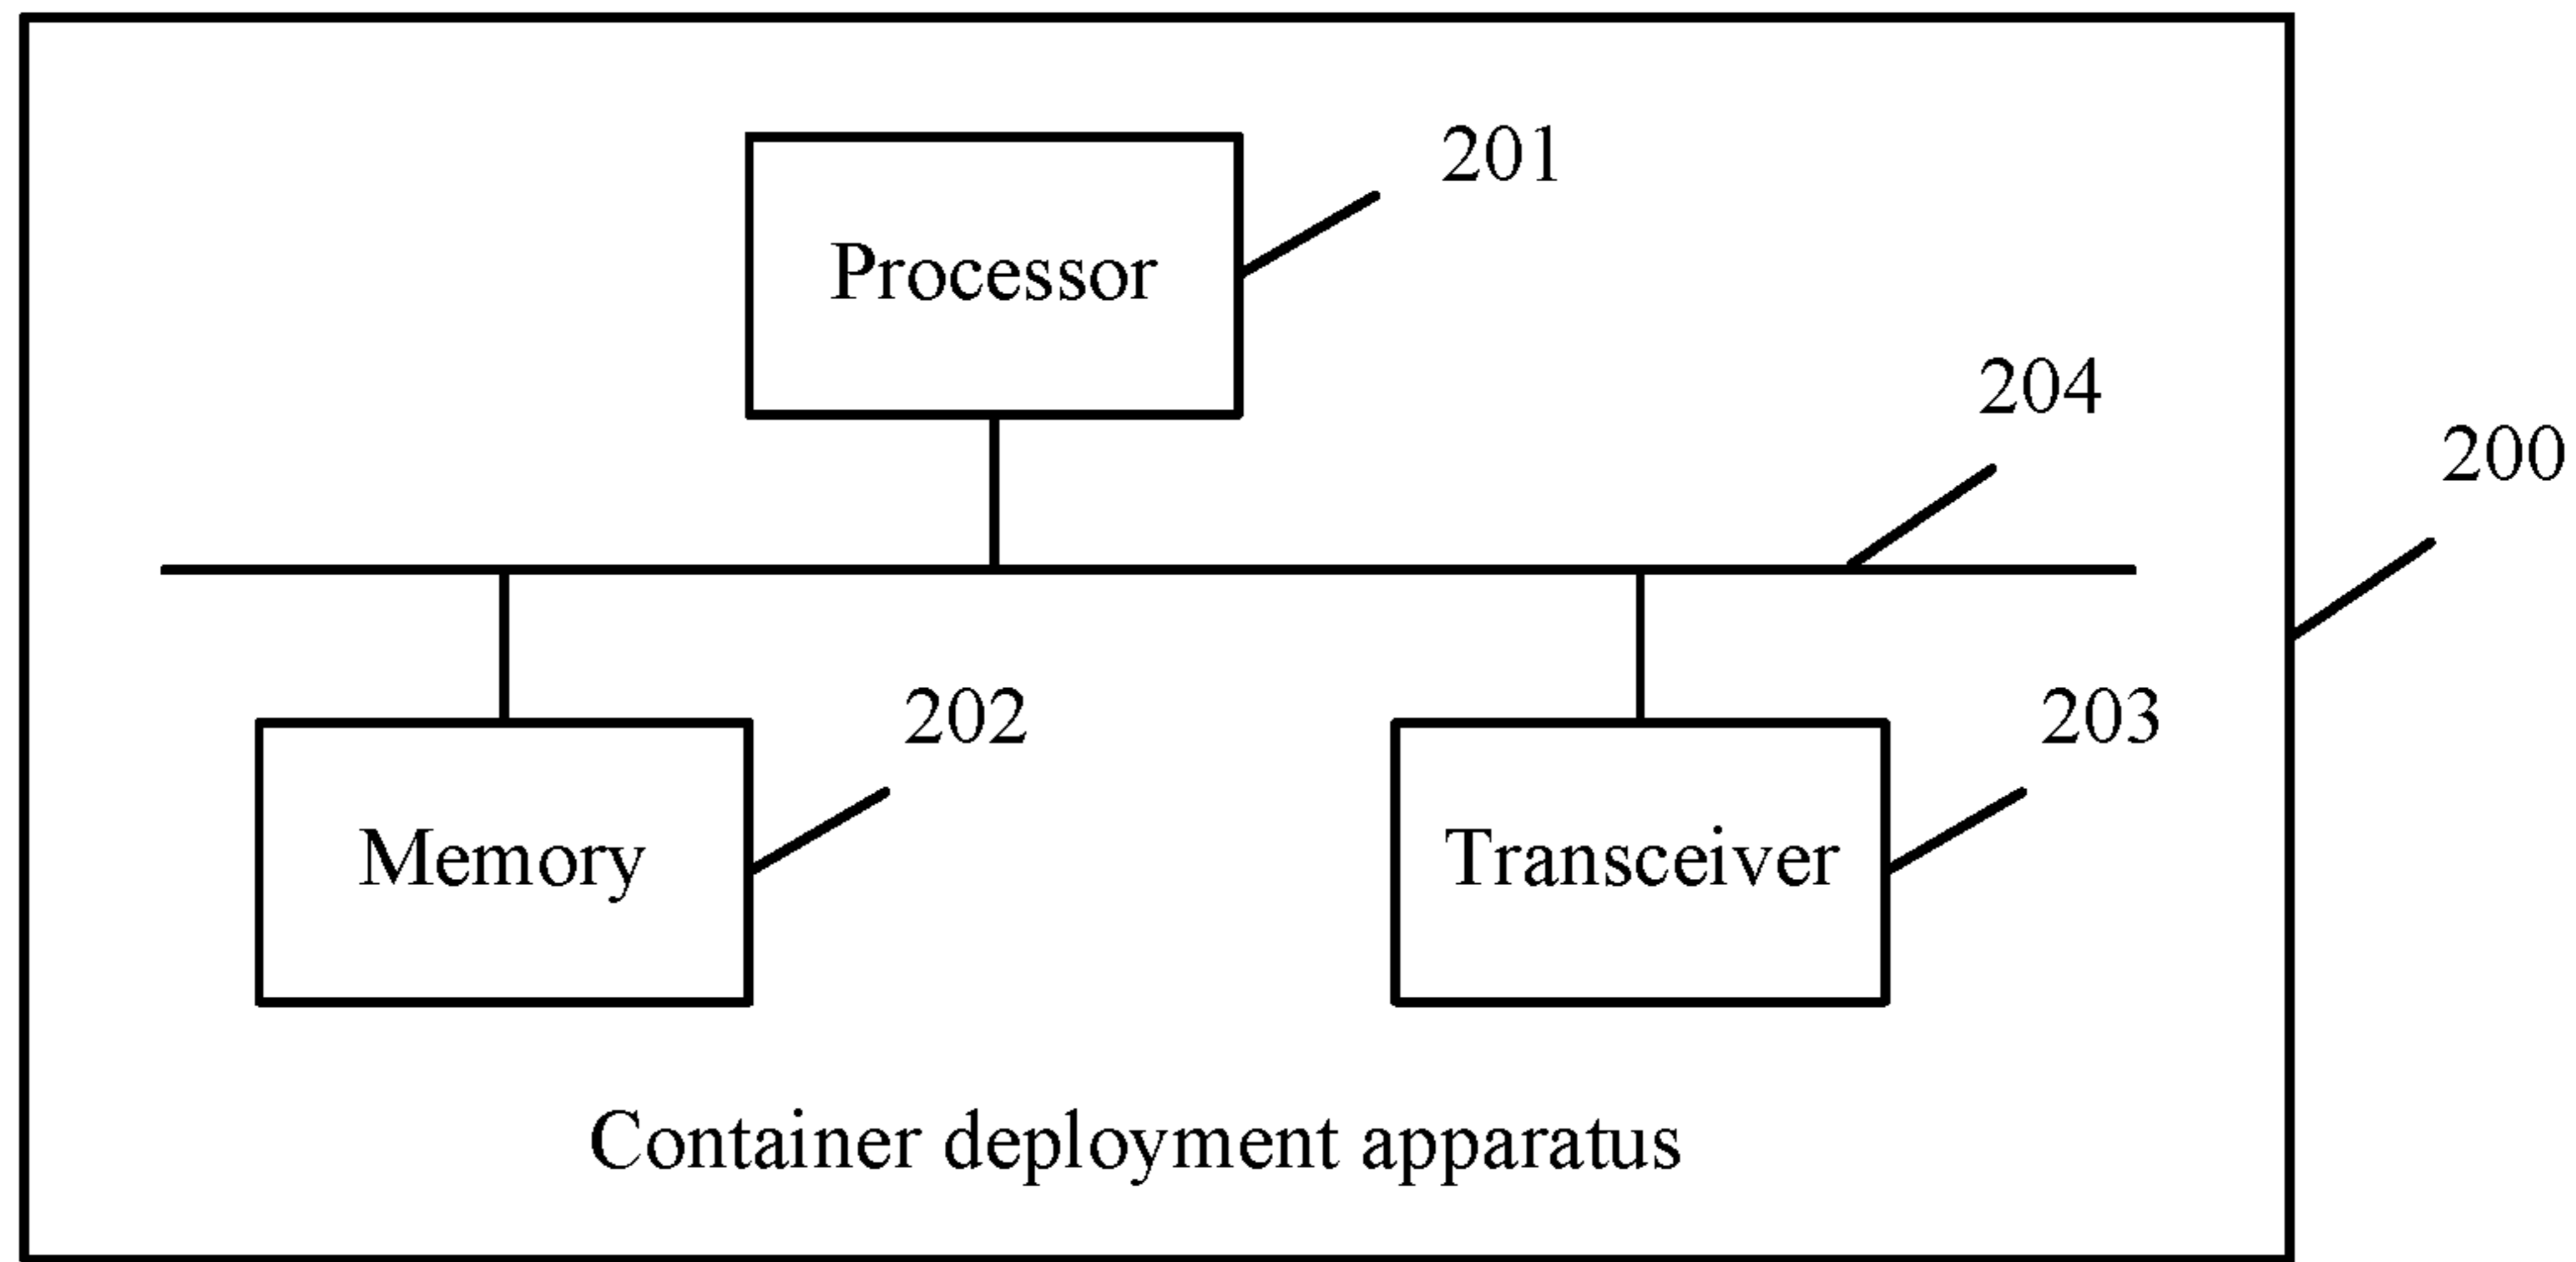 201
Processor
204
200
202
203
Memory
Transceiver
Container deployment apparatus